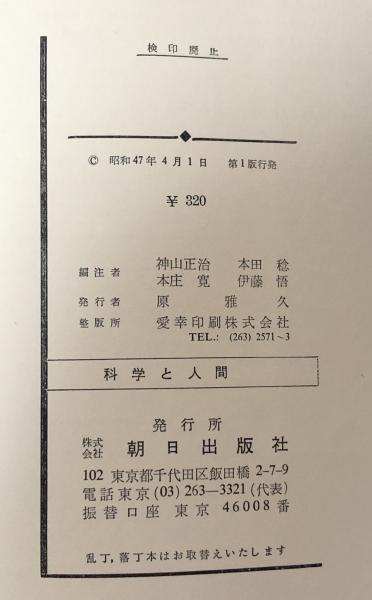 検印廃止
© 昭和47年4月1日 第1版行発
¥ 320
編注者 神山正治 本田 稔
本庄 寛 伊藤 悟
発行者 原 雅久
整版所 愛幸印刷株式会社
TEL.: (263) 2571~3
科学と人間
発行所
株式会社 朝日出版社
102 東京都千代田区飯田橋 2-7-9
電話東京 (03) 263—3321 (代表)
振替口座 東京 46008 番
乱丁,落丁本はお取替えいたします